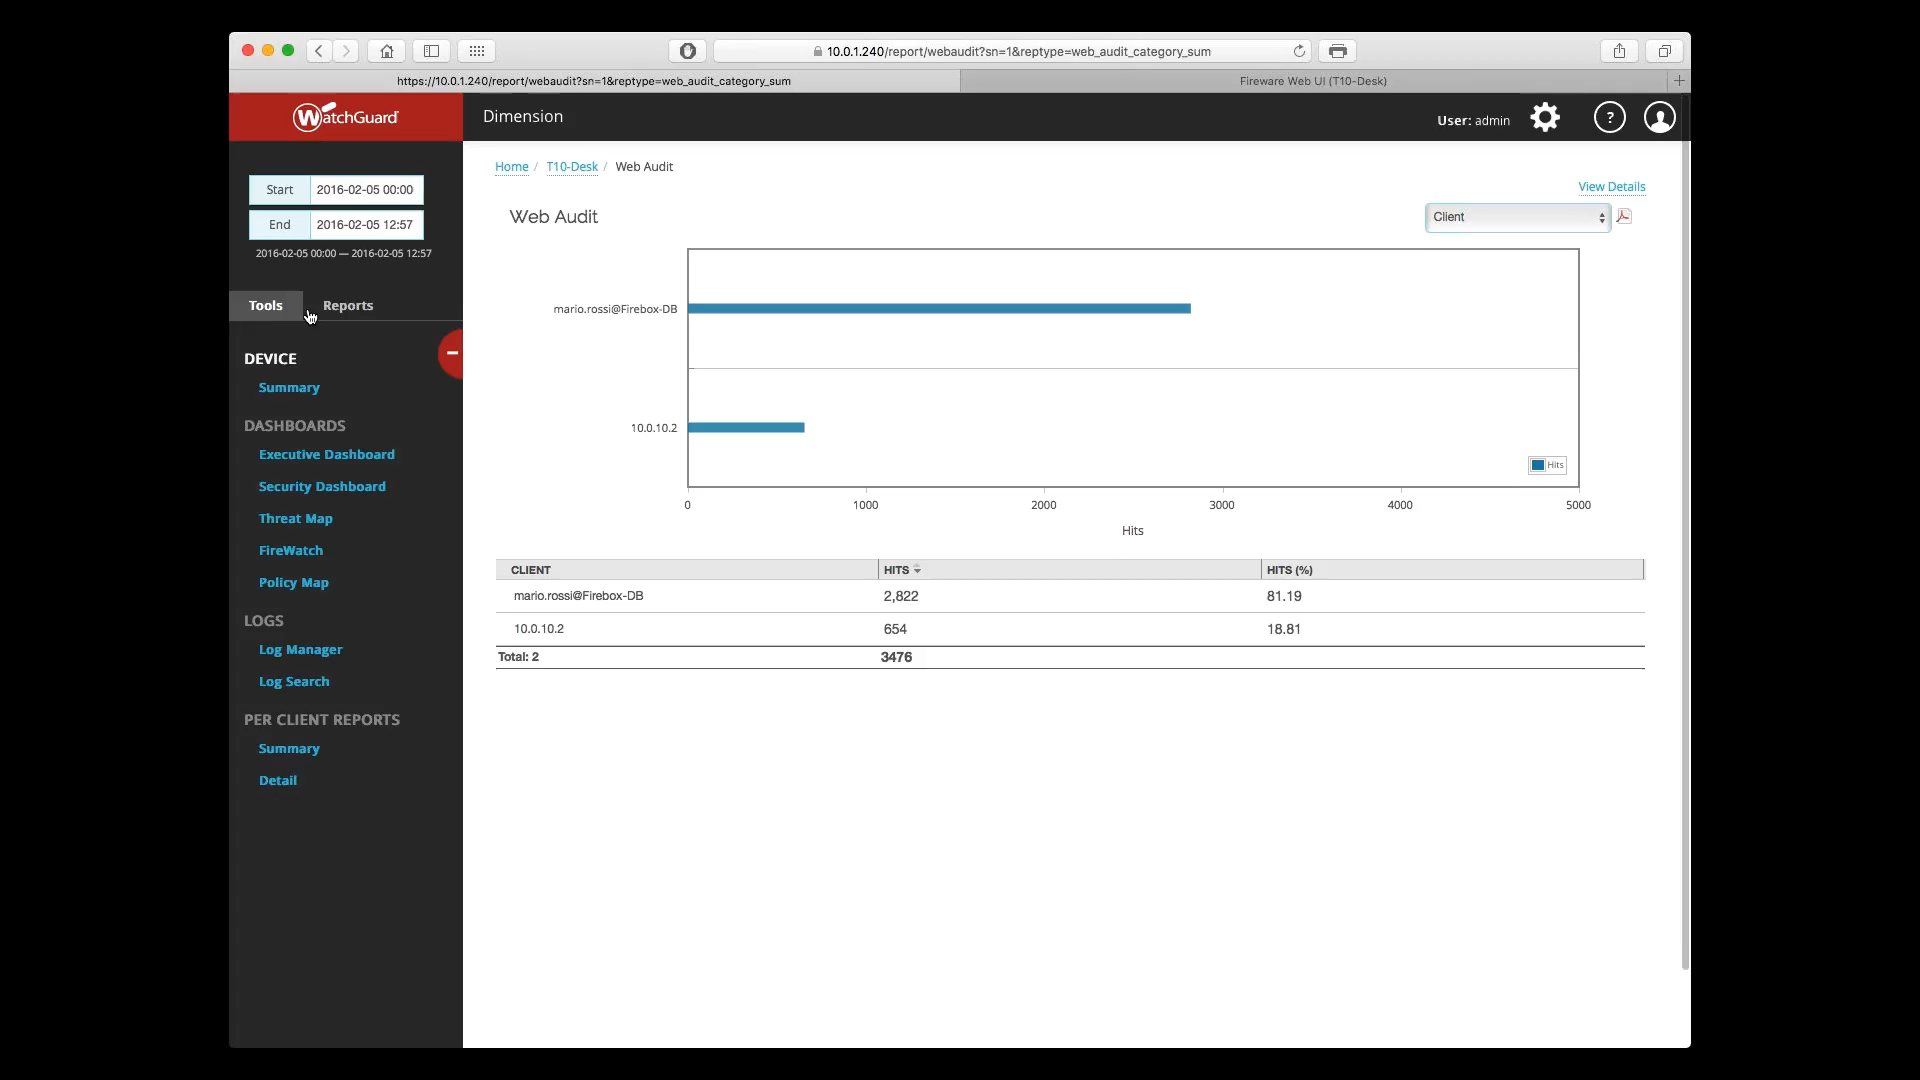 10.0.1.240/report/webaudit?sn=1&reptype=web_audit_category_sum
https://10.0.1.240/report/webaudit?sn=1&reptype=web_audit_category_sum
Fireware Web UI (T10-Desk)
WatchGuard
Dimension
User: admin
?
Start 2016-02-05 00:00
End 2016-02-05 12:57
2016-02-05 00:00 — 2016-02-05 12:57
Tools Reports
DEVICE
Summary
DASHBOARDS
Executive Dashboard
Security Dashboard
Threat Map
FireWatch
Policy Map
LOGS
Log Manager
Log Search
PER CLIENT REPORTS
Summary
Detail
Home / T10-Desk / Web Audit
View Details
Web Audit
Client
mario.rossi@Firebox-DB
10.0.10.2
Hits
0 1000 2000 3000 4000 5000
Hits
CLIENT HITS HITS (%)
mario.rossi@Firebox-DB 2,822 81.19
10.0.10.2 654 18.81
Total: 2 3476